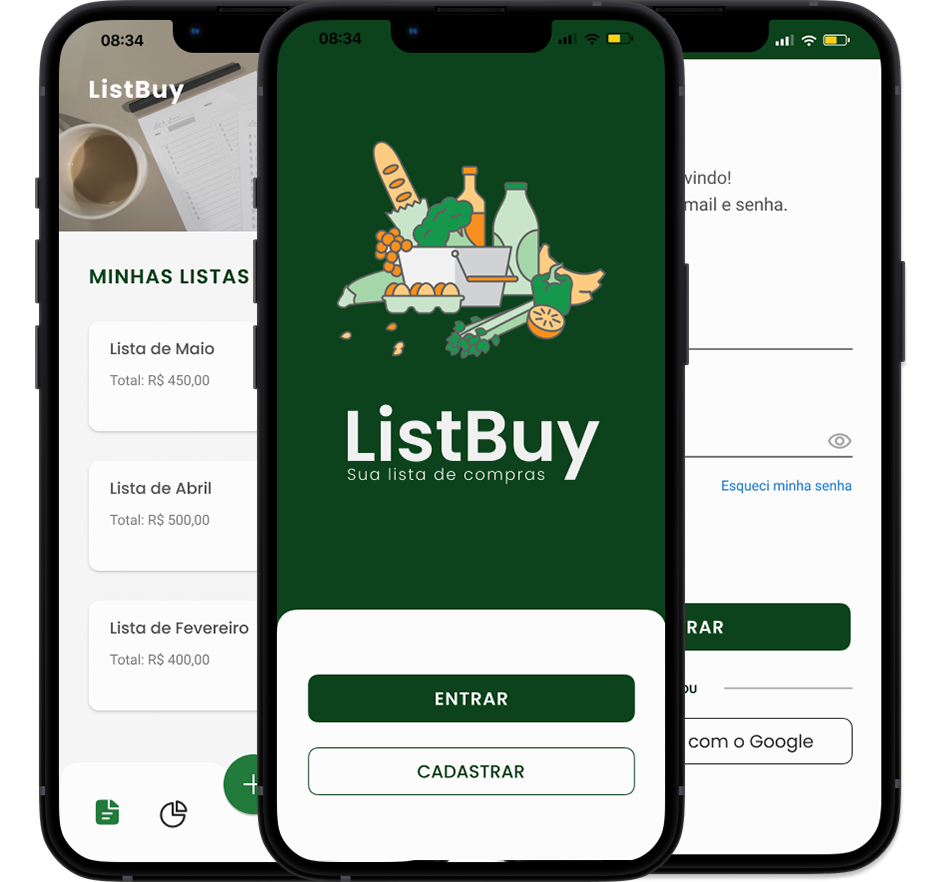 08:34
ListBuy
MINHAS LISTAS
Lista de Maio
Total: R$ 450,00
Lista de Abril
Total: R$ 500,00
Lista de Fevereiro
Total: R$ 400,00
08:34
ListBuy
Sua lista de compras
ENTRAR
CADASTRAR
vindo!
mail e senha.
Esqueci minha senha
RAR
OU
com o Google